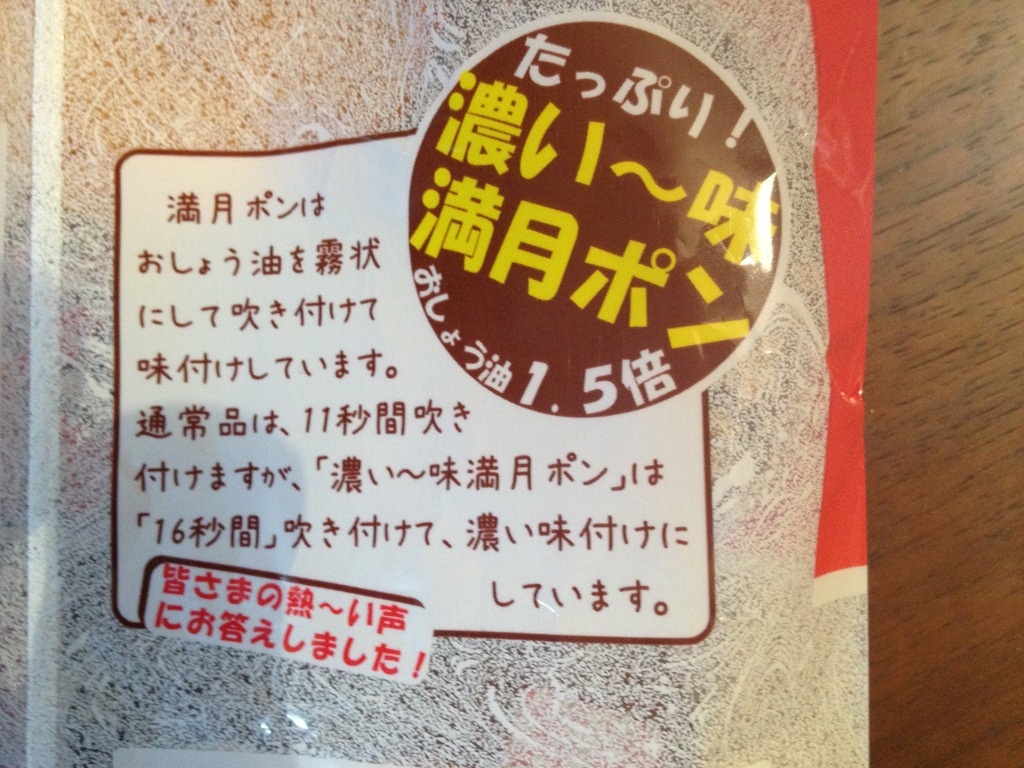 たっぷり！
濃い〜味
満月ポン
おしょう油1.5倍
満月ポンは
おしょう油を霧状
にして吹き付けて
味付けしています。
通常品は、11秒間吹き
付けますが、「濃い〜味満月ポン」は
「16秒間」吹き付けて、濃い味付けに
しています。
皆さまの熱〜い声
にお答えしました！